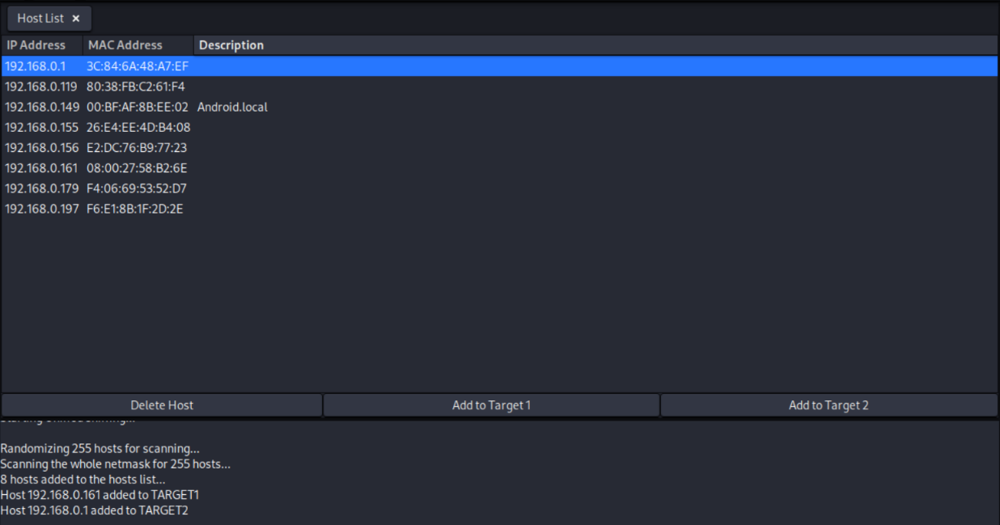 Host List ×
IP Address MAC Address Description
192.168.0.1 3C:84:6A:48:A7:EF
192.168.0.119 80:38:FB:C2:61:F4
192.168.0.149 00:BF:AF:8B:EE:02 Android.local
192.168.0.155 26:E4:EE:4D:B4:08
192.168.0.156 E2:DC:76:B9:77:23
192.168.0.161 08:00:27:58:B2:6E
192.168.0.179 F4:06:69:53:52:D7
192.168.0.197 F6:E1:8B:1F:2D:2E
Delete Host Add to Target 1 Add to Target 2
Randomizing 255 hosts for scanning...
Scanning the whole netmask for 255 hosts...
8 hosts added to the hosts list...
Host 192.168.0.161 added to TARGET1
Host 192.168.0.1 added to TARGET2